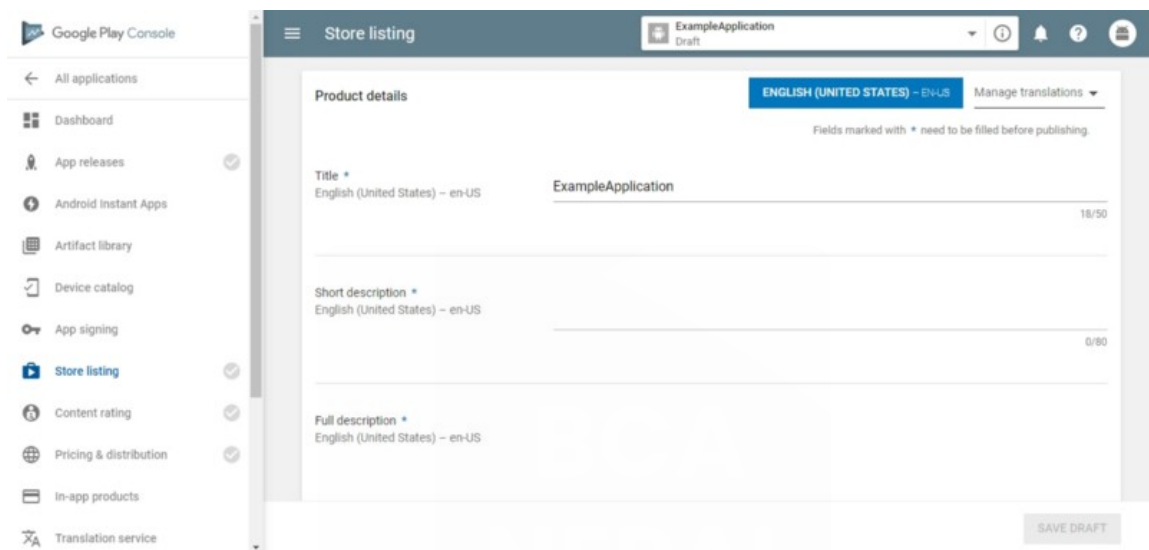 Google Play Console
All applications
Dashboard
App releases
Android Instant Apps
Artifact library
Device catalog
App signing
Store listing
Content rating
Pricing & distribution
In-app products
Translation service
Store listing
ExampleApplication
Draft
Product details
ENGLISH (UNITED STATES) – EN-US
Manage translations
Fields marked with * need to be filled before publishing.
Title *
English (United States) – en-US
ExampleApplication
18/50
Short description *
English (United States) – en-US
0/80
Full description *
English (United States) – en-US
SAVE DRAFT